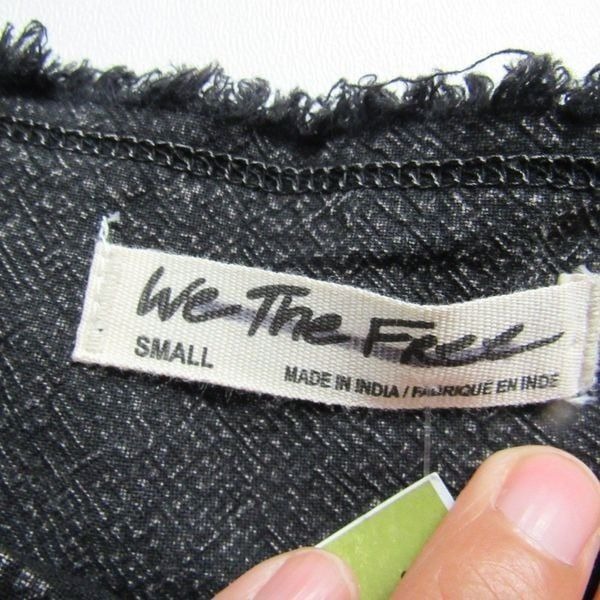 We The Free
SMALL
MADE IN INDIA / FABRIQUE EN INDE